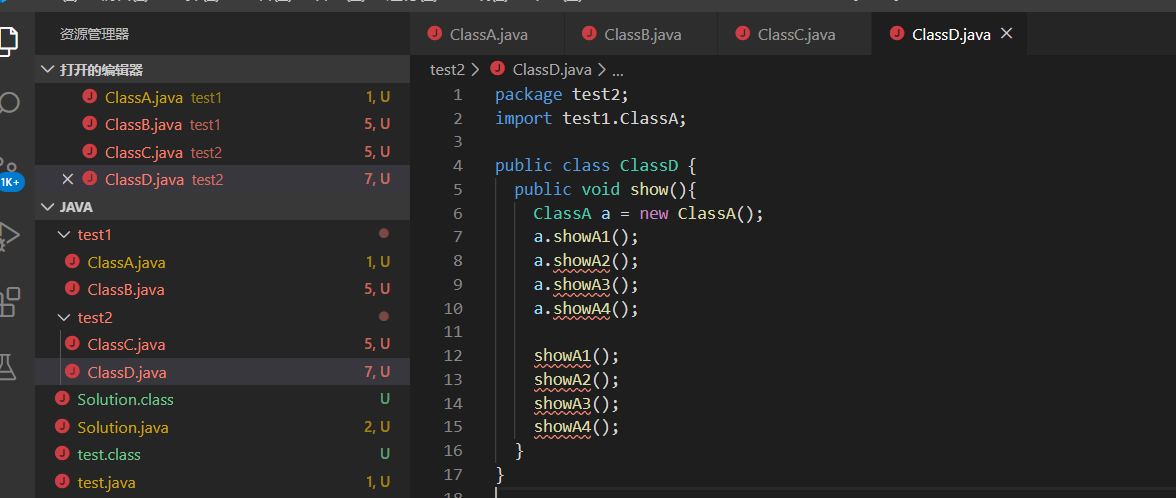 资源管理器
ClassA.java
ClassB.java
ClassC.java
ClassD.java
打开的编辑器
ClassA.java test1 1, U
ClassB.java test1 5, U
ClassC.java test2 5, U
ClassD.java test2 7, U
1K+
JAVA
test1
ClassA.java 1, U
ClassB.java 5, U
test2
ClassC.java 5, U
ClassD.java 7, U
Solution.class U
Solution.java 2, U
test.class U
test.java 1, U
test2 > ClassD.java > ...
1 package test2;
2 import test1.ClassA;
3
4 public class ClassD {
5 public void show(){
6 ClassA a = new ClassA();
7 a.showA1();
8 a.showA2();
9 a.showA3();
10 a.showA4();
11
12 showA1();
13 showA2();
14 showA3();
15 showA4();
16 }
17 }
18